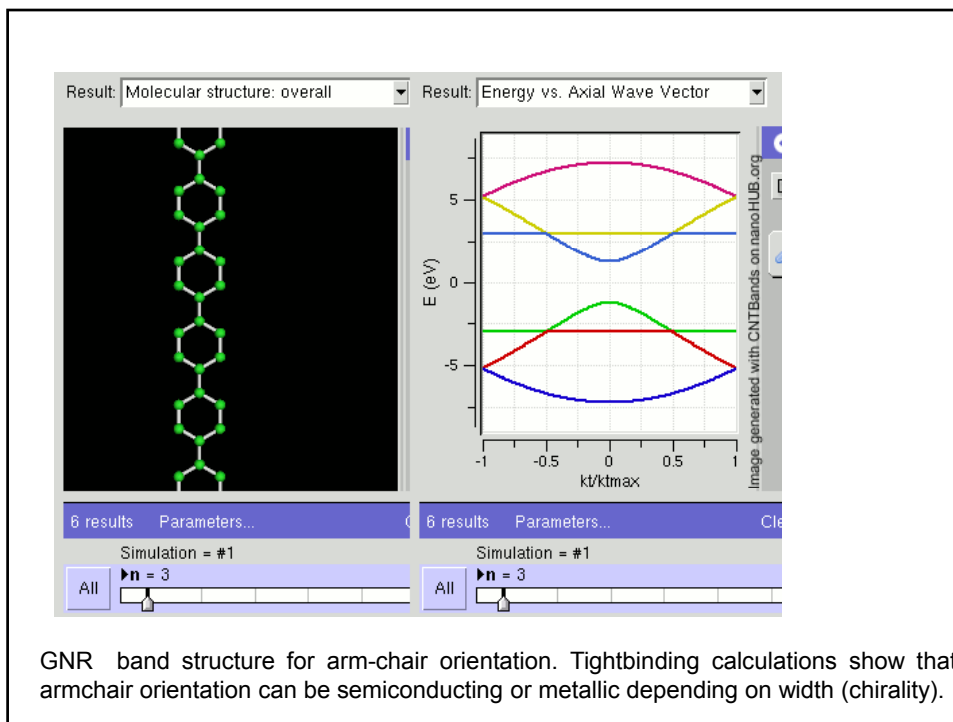 Result: Molecular structure: overall
Result: Energy vs. Axial Wave Vector
5
0
-5
E (eV)
-1 -0.5 0 0.5 1
kt/ktmax
Image generated with CNTBands on nanoHUB.org
6 results Parameters...
6 results Parameters... Cle
Simulation = #1
Simulation = #1
All n = 3
All n = 3
GNR band structure for arm-chair orientation. Tightbinding calculations show that
armchair orientation can be semiconducting or metallic depending on width (chirality).